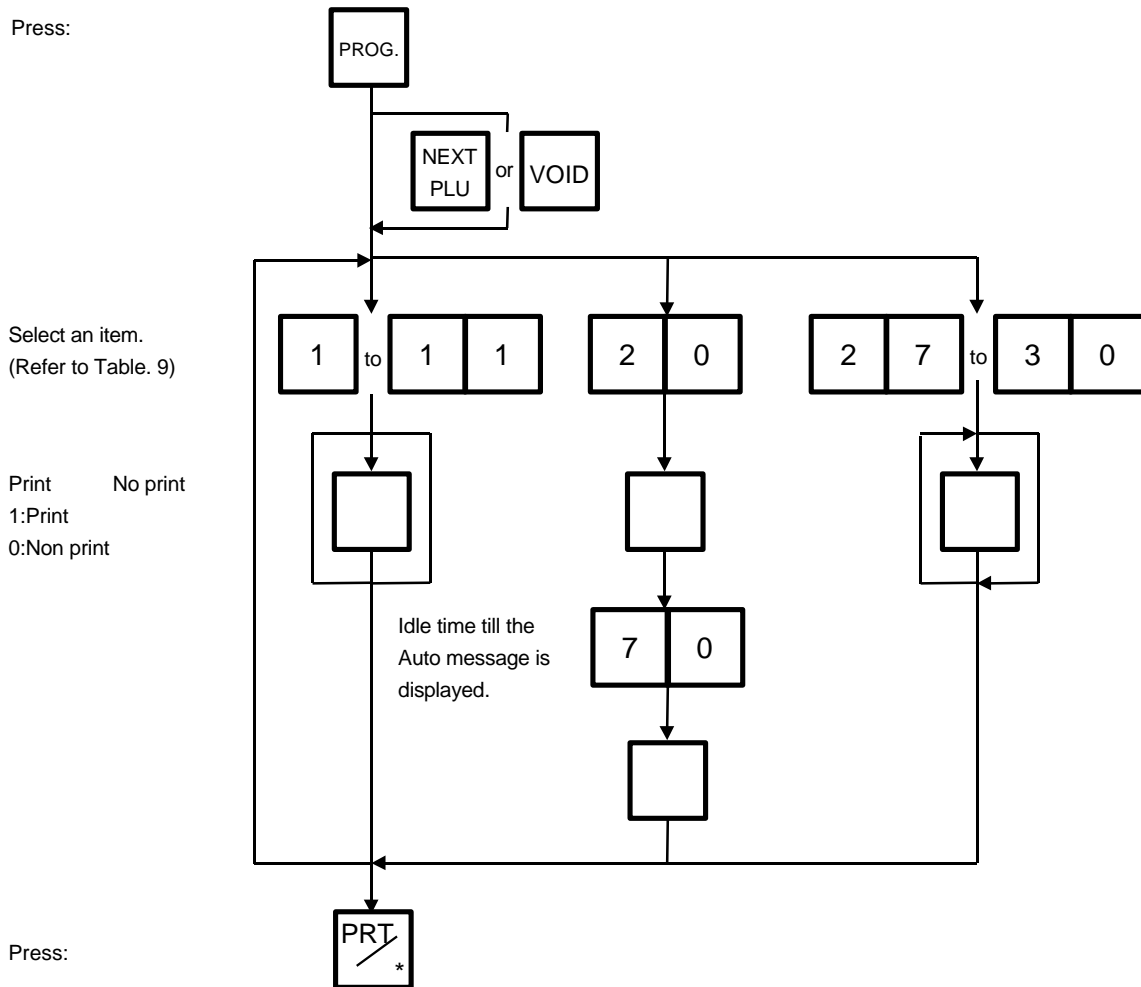 Press:
PROG.
NEXT
PLU
or
VOID
Select an item.
(Refer to Table. 9)
1 to 1 1
2 0
2 7 to 3 0
Print No print
1:Print
0:Non print
Idle time till the
Auto message is
displayed.
7 0
Press:
PRT
*